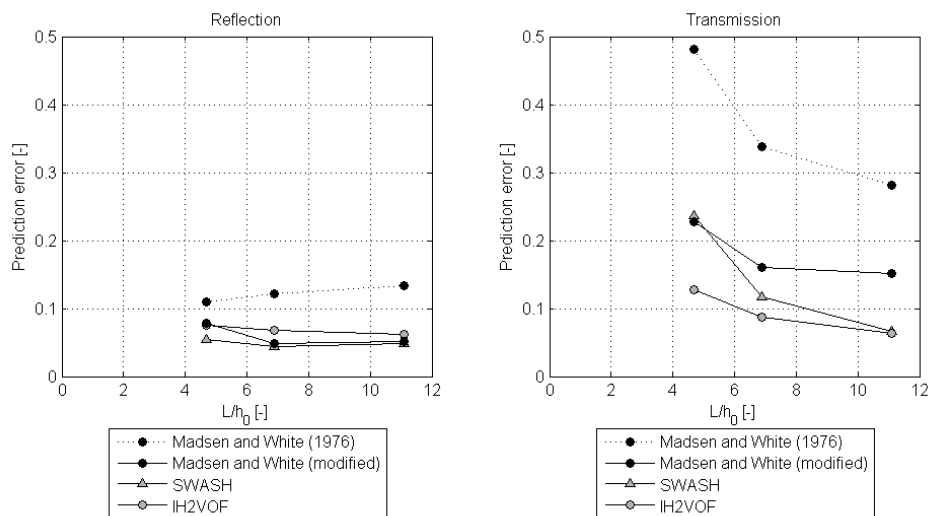 Reflection
Prediction error [-]
0.5
0.4
0.3
0.2
0.1
0
0 2 4 6 8 10 12
L/h0 [-]
Madsen and White (1976)
Madsen and White (modified)
SWASH
IH2VOF
Transmission
Prediction error [-]
0.5
0.4
0.3
0.2
0.1
0
0 2 4 6 8 10 12
L/h0 [-]
Madsen and White (1976)
Madsen and White (modified)
SWASH
IH2VOF